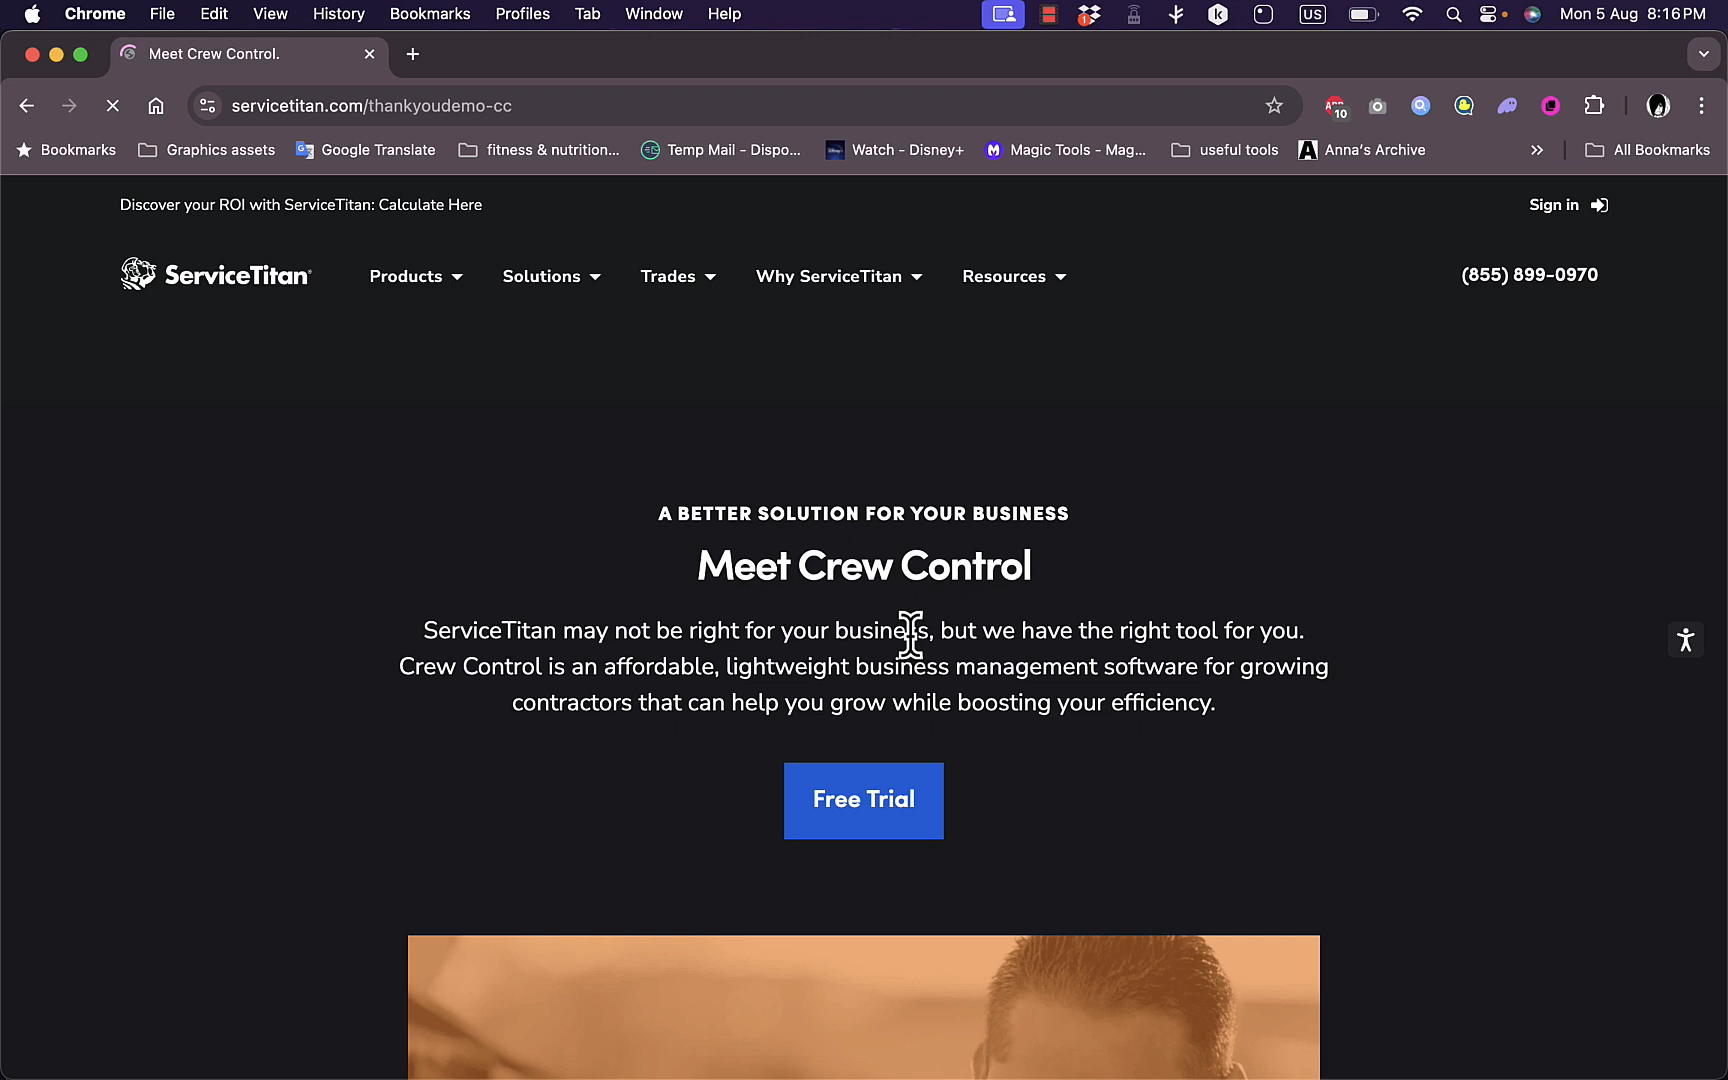 Chrome File Edit View History Bookmarks Profiles Tab Window Help 1 k US Mon 5 Aug 8:16 PM
Meet Crew Control.
servicetitan.com/thankyoudemo-cc ABP 10
Bookmarks Graphics assets Google Translate fitness & nutrition... Temp Mail - Dispo... Watch - Disney+ Magic Tools - Mag... useful tools Anna's Archive All Bookmarks
Discover your ROI with ServiceTitan: Calculate Here Sign in
ServiceTitan Products Solutions Trades Why ServiceTitan Resources (855) 899-0970
A BETTER SOLUTION FOR YOUR BUSINESS
Meet Crew Control
ServiceTitan may not be right for your business, but we have the right tool for you.
Crew Control is an affordable, lightweight business management software for growing
contractors that can help you grow while boosting your efficiency.
Free Trial